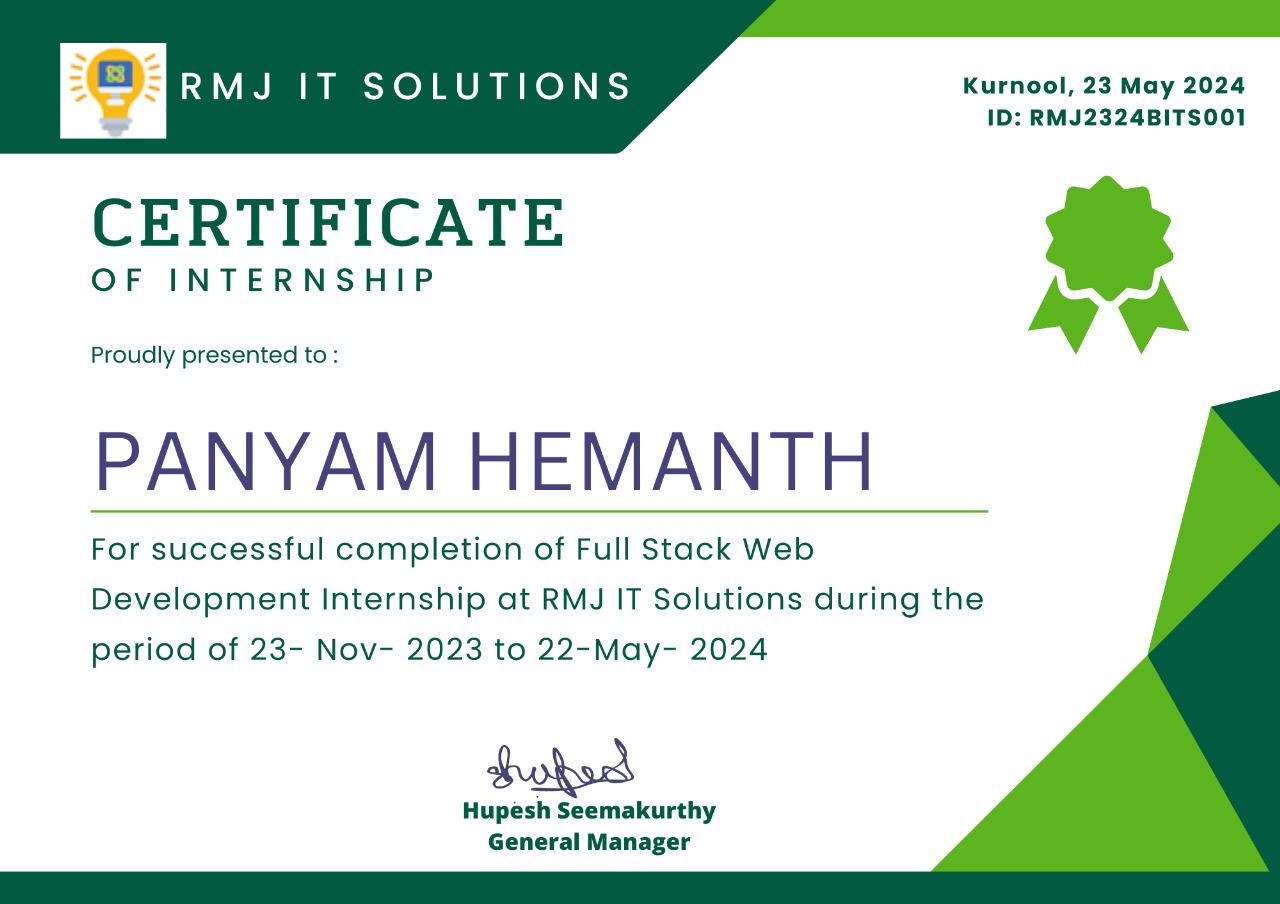 RMJ IT SOLUTIONS
Kurnool, 23 May 2024
ID: RMJ2324BITS001
CERTIFICATE
OF INTERNSHIP
Proudly presented to :
PANYAM HEMANTH
For successful completion of Full Stack Web
Development Internship at RMJ IT Solutions during the
period of 23- Nov- 2023 to 22-May- 2024
Hupesh Seemakurthy
General Manager